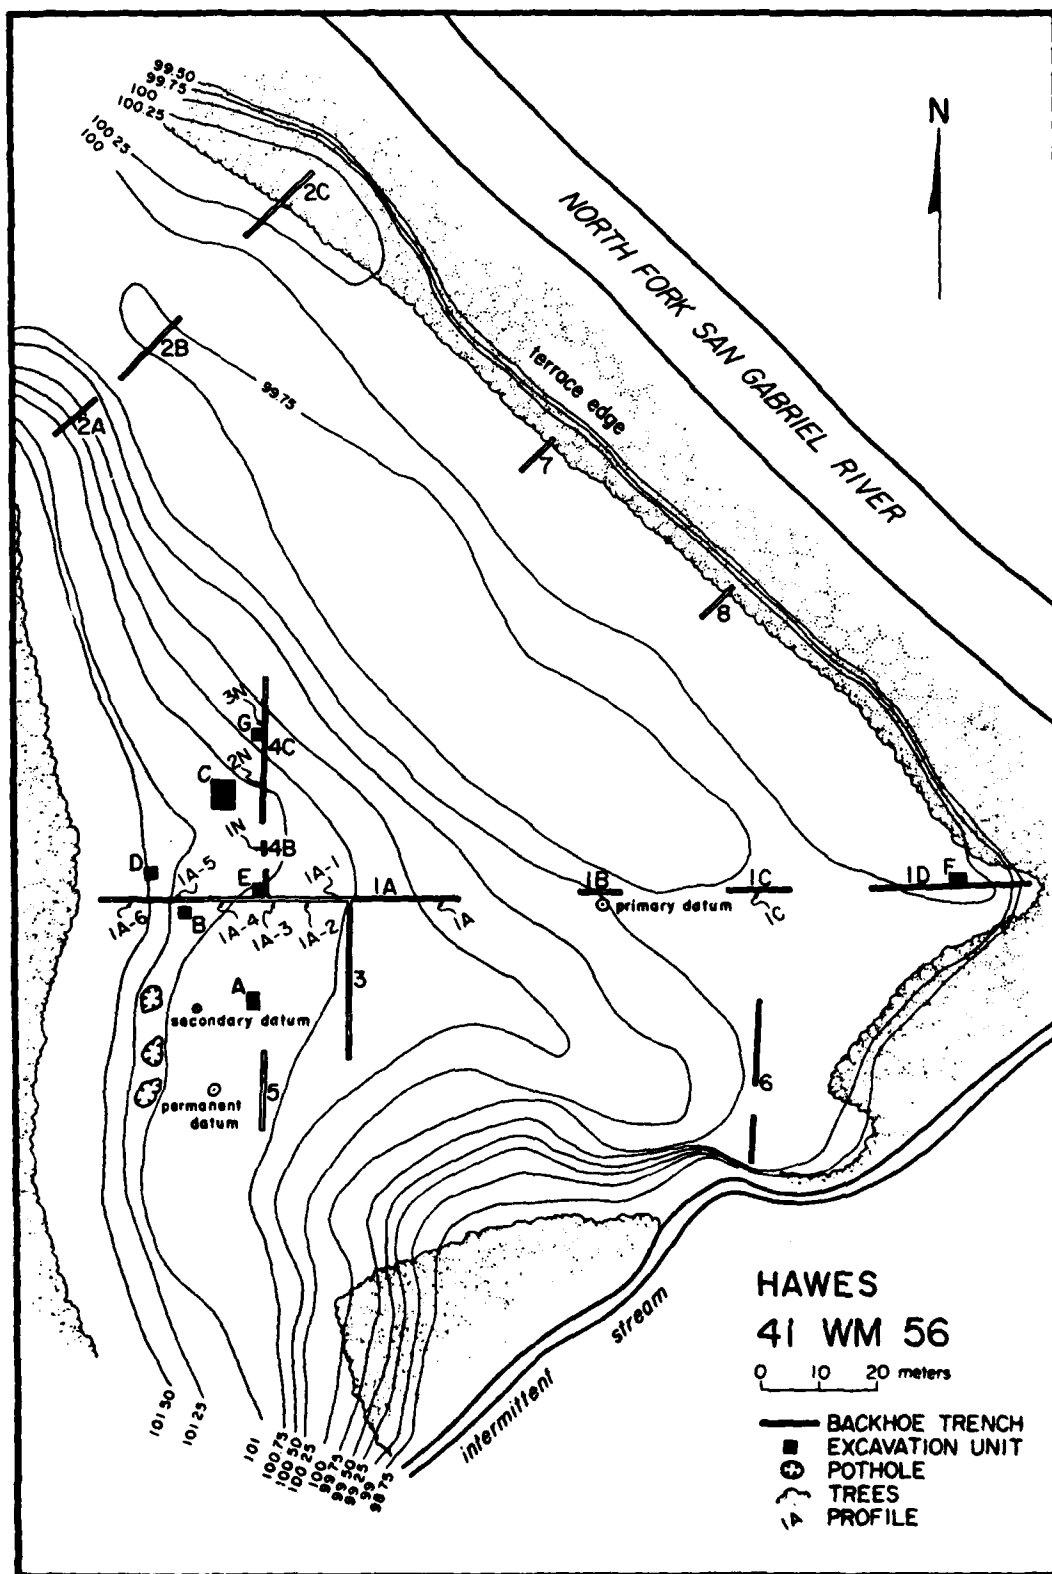 99.50
99.75
100
100.25
100 25
100
N
2C
NORTH FORK SAN GABRIEL RIVER
2B
terrace edge
99.75
2A
7
8
3N
G
4C
2N
C
1N
4B
D
1A-5
E
1A-1
1A
1B
1C
1D
F
primary datum
1A-6
B
1A-4
1A-3
1A-2
1A
1C
3
A
secondary datum
6
5
permanent
datum
HAWES
41 WM 56
0 10 20 meters
intermittent stream
101 50
101 25
101
100.75
100 50
100 25
100
99 75
99 50
99 25
99
98 75
BACKHOE TRENCH
EXCAVATION UNIT
POTHOLE
TREES
1A PROFILE